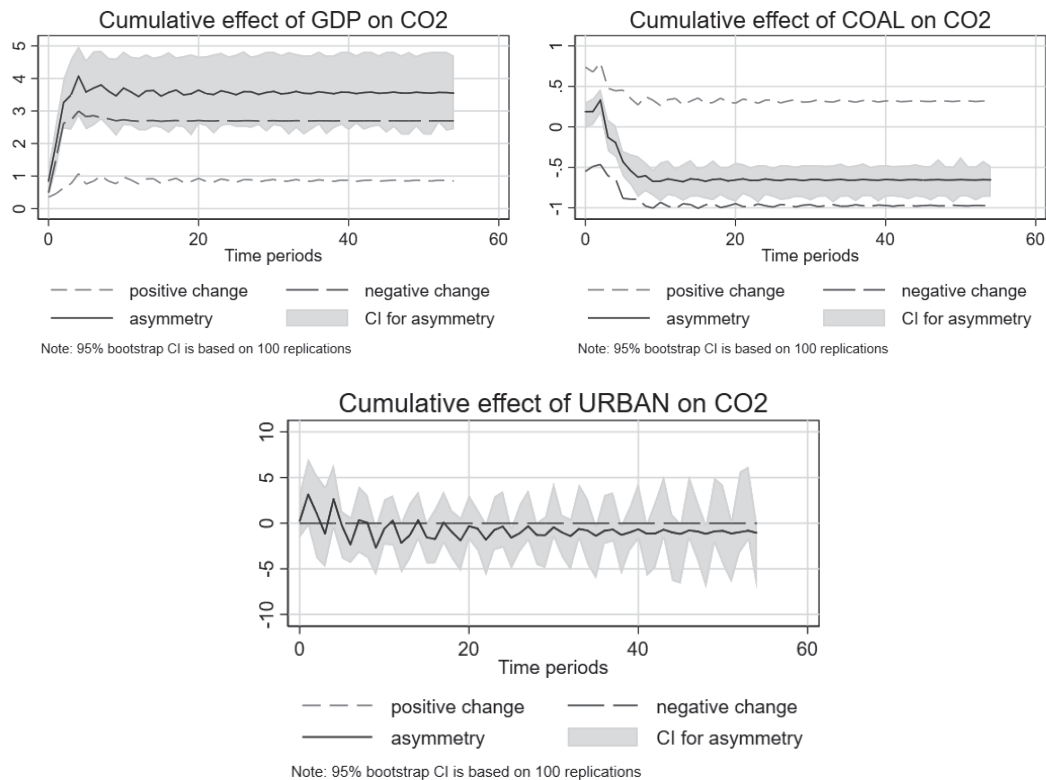 Cumulative effect of GDP on CO2
5
4
3
2
1
0
0 20 40 60
Time periods
positive change negative change
asymmetry CI for asymmetry
Note: 95% bootstrap CI is based on 100 replications
Cumulative effect of COAL on CO2
1
.5
0
-.5
-1
0 20 40 60
Time periods
positive change negative change
asymmetry CI for asymmetry
Note: 95% bootstrap CI is based on 100 replications
Cumulative effect of URBAN on CO2
10
5
0
-5
-10
0 20 40 60
Time periods
positive change negative change
asymmetry CI for asymmetry
Note: 95% bootstrap CI is based on 100 replications